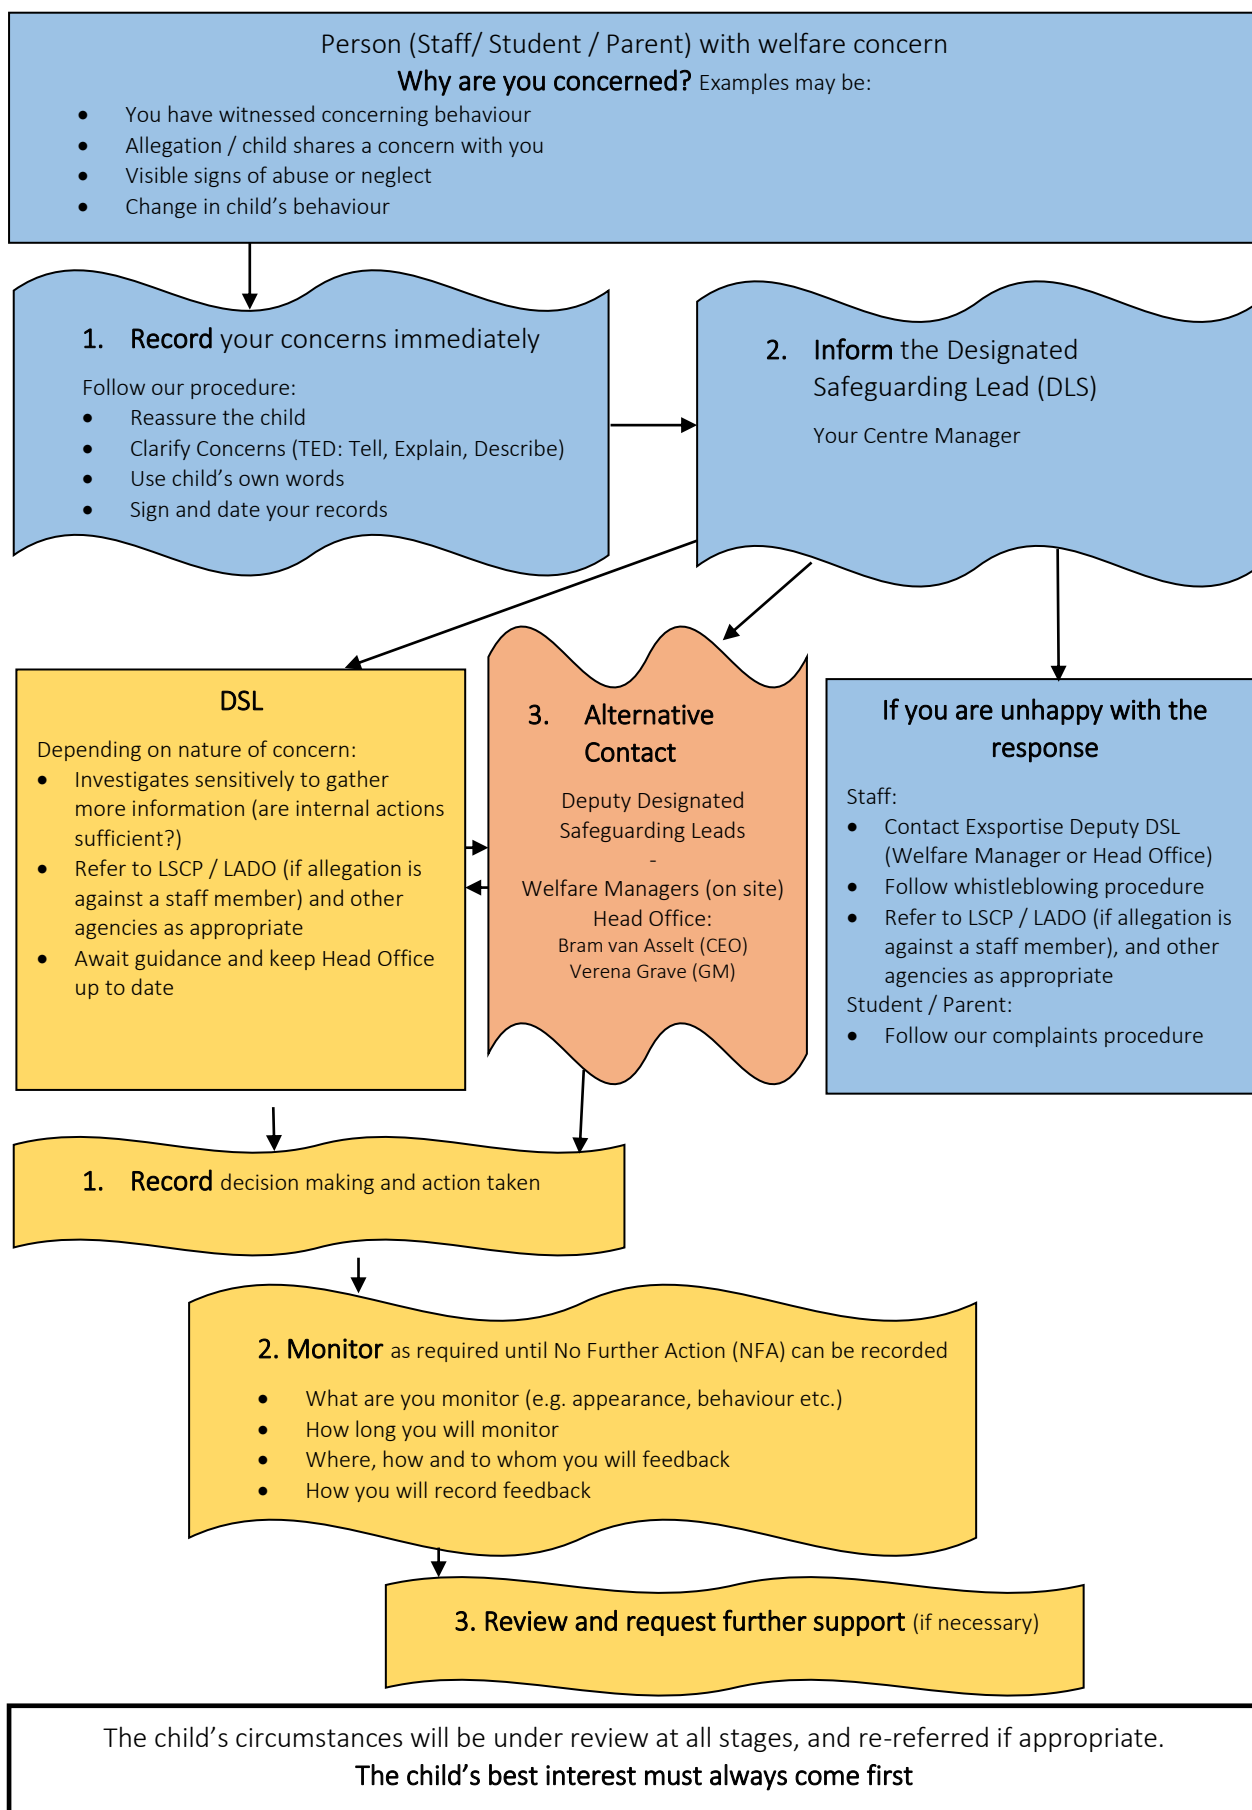 Person (Staff/ Student / Parent) with welfare concern
Why are you concerned? Examples may be:
• You have witnessed concerning behaviour
• Allegation / child shares a concern with you
• Visible signs of abuse or neglect
• Change in child's behaviour
1. Record your concerns immediately
Follow our procedure:
• Reassure the child
• Clarify Concerns (TED: Tell, Explain, Describe)
• Use child's own words
• Sign and date your records
2. Inform the Designated
Safeguarding Lead (DLS)
Your Centre Manager
DSL
Depending on nature of concern:
• Investigates sensitively to gather
more information (are internal actions
sufficient?)
• Refer to LSCP / LADO (if allegation is
against a staff member) and other
agencies as appropriate
• Await guidance and keep Head Office
up to date
3. Alternative
Contact
Deputy Designated
Safeguarding Leads
-
Welfare Managers (on site)
Head Office:
Bram van Asselt (CEO)
Verena Grave (GM)
If you are unhappy with the
response
Staff:
• Contact Exsportise Deputy DSL
(Welfare Manager or Head Office)
• Follow whistleblowing procedure
• Refer to LSCP / LADO (if allegation is
against a staff member), and other
agencies as appropriate
Student / Parent:
• Follow our complaints procedure
1. Record decision making and action taken
2. Monitor as required until No Further Action (NFA) can be recorded
• What are you monitor (e.g. appearance, behaviour etc.)
• How long you will monitor
• Where, how and to whom you will feedback
• How you will record feedback
3. Review and request further support (if necessary)
The child's circumstances will be under review at all stages, and re-referred if appropriate.
The child's best interest must always come first